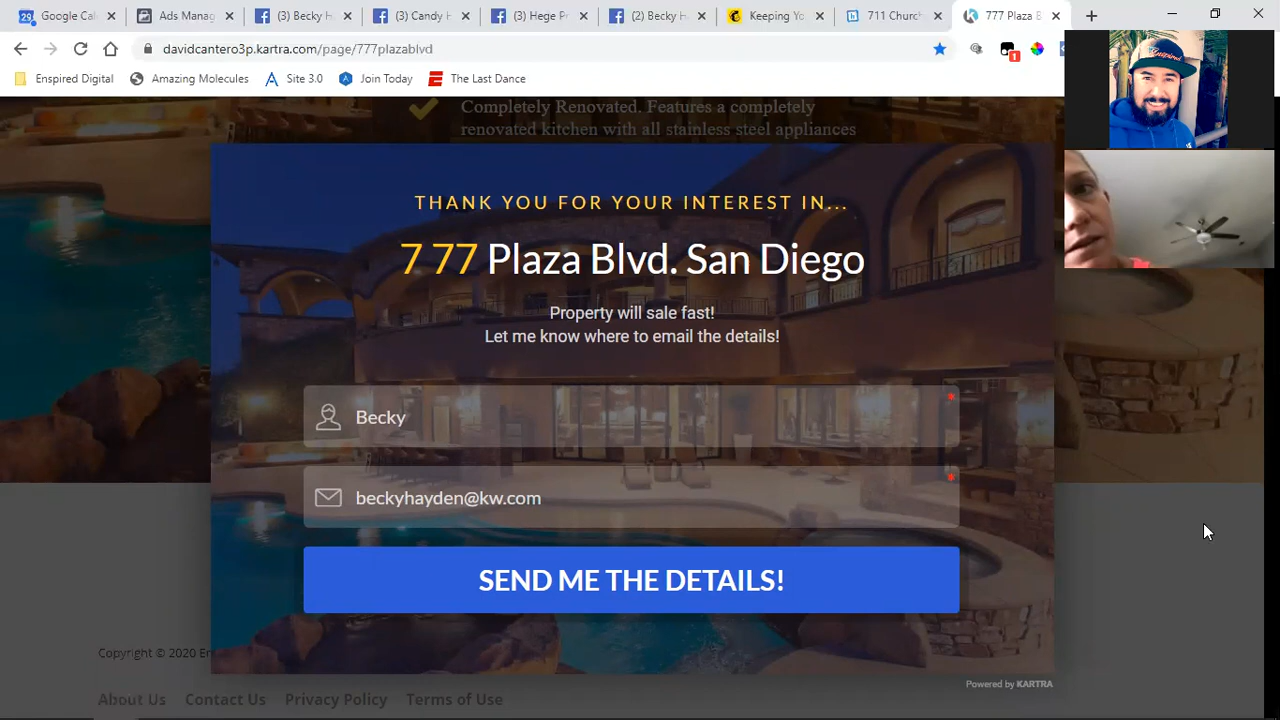 29 Google Cal
Ads Manag
(3) Becky H
(3) Candy H
(3) Hege Pr
(2) Becky H
Keeping Yo
711 Church
777 Plaza B
davidcantero3p.kartra.com/page/777plazablvd
1
Enspired Digital
Amazing Molecules
Site 3.0
Join Today
The Last Dance
Completely Renovated. Features a completely
renovated kitchen with all stainless steel appliances
THANK YOU FOR YOUR INTEREST IN...
7 77 Plaza Blvd. San Diego
Property will sale fast!
Let me know where to email the details!
Becky *
beckyhayden@kw.com *
SEND ME THE DETAILS!
Copyright © 2020 En
Powered by KARTRA
About Us Contact Us Privacy Policy Terms of Use